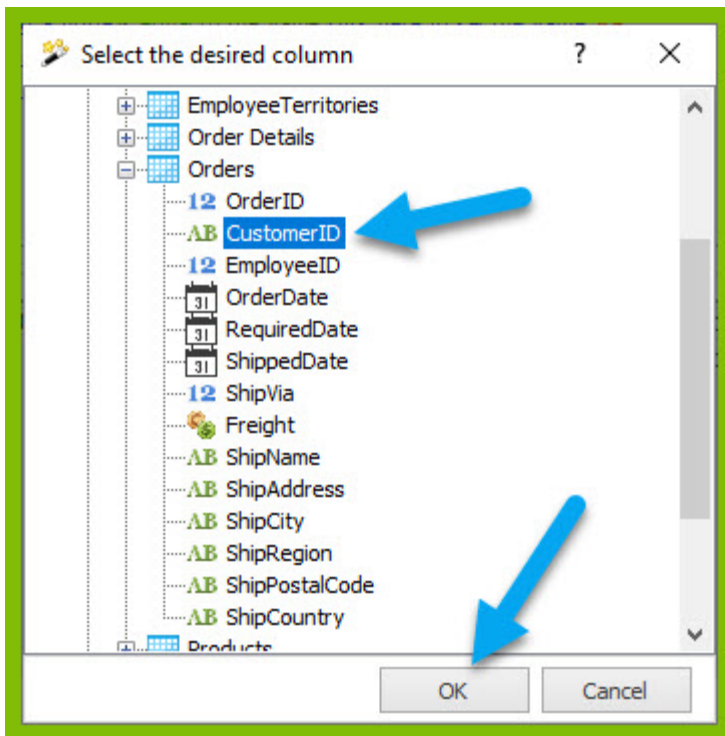 Select the desired column ?
EmployeeTerritories
Order Details
Orders
12 OrderID
AB CustomerID
12 EmployeeID
31 OrderDate
31 RequiredDate
31 ShippedDate
12 ShipVia
Freight
AB ShipName
AB ShipAddress
AB ShipCity
AB ShipRegion
AB ShipPostalCode
AB ShipCountry
Products
OK Cancel